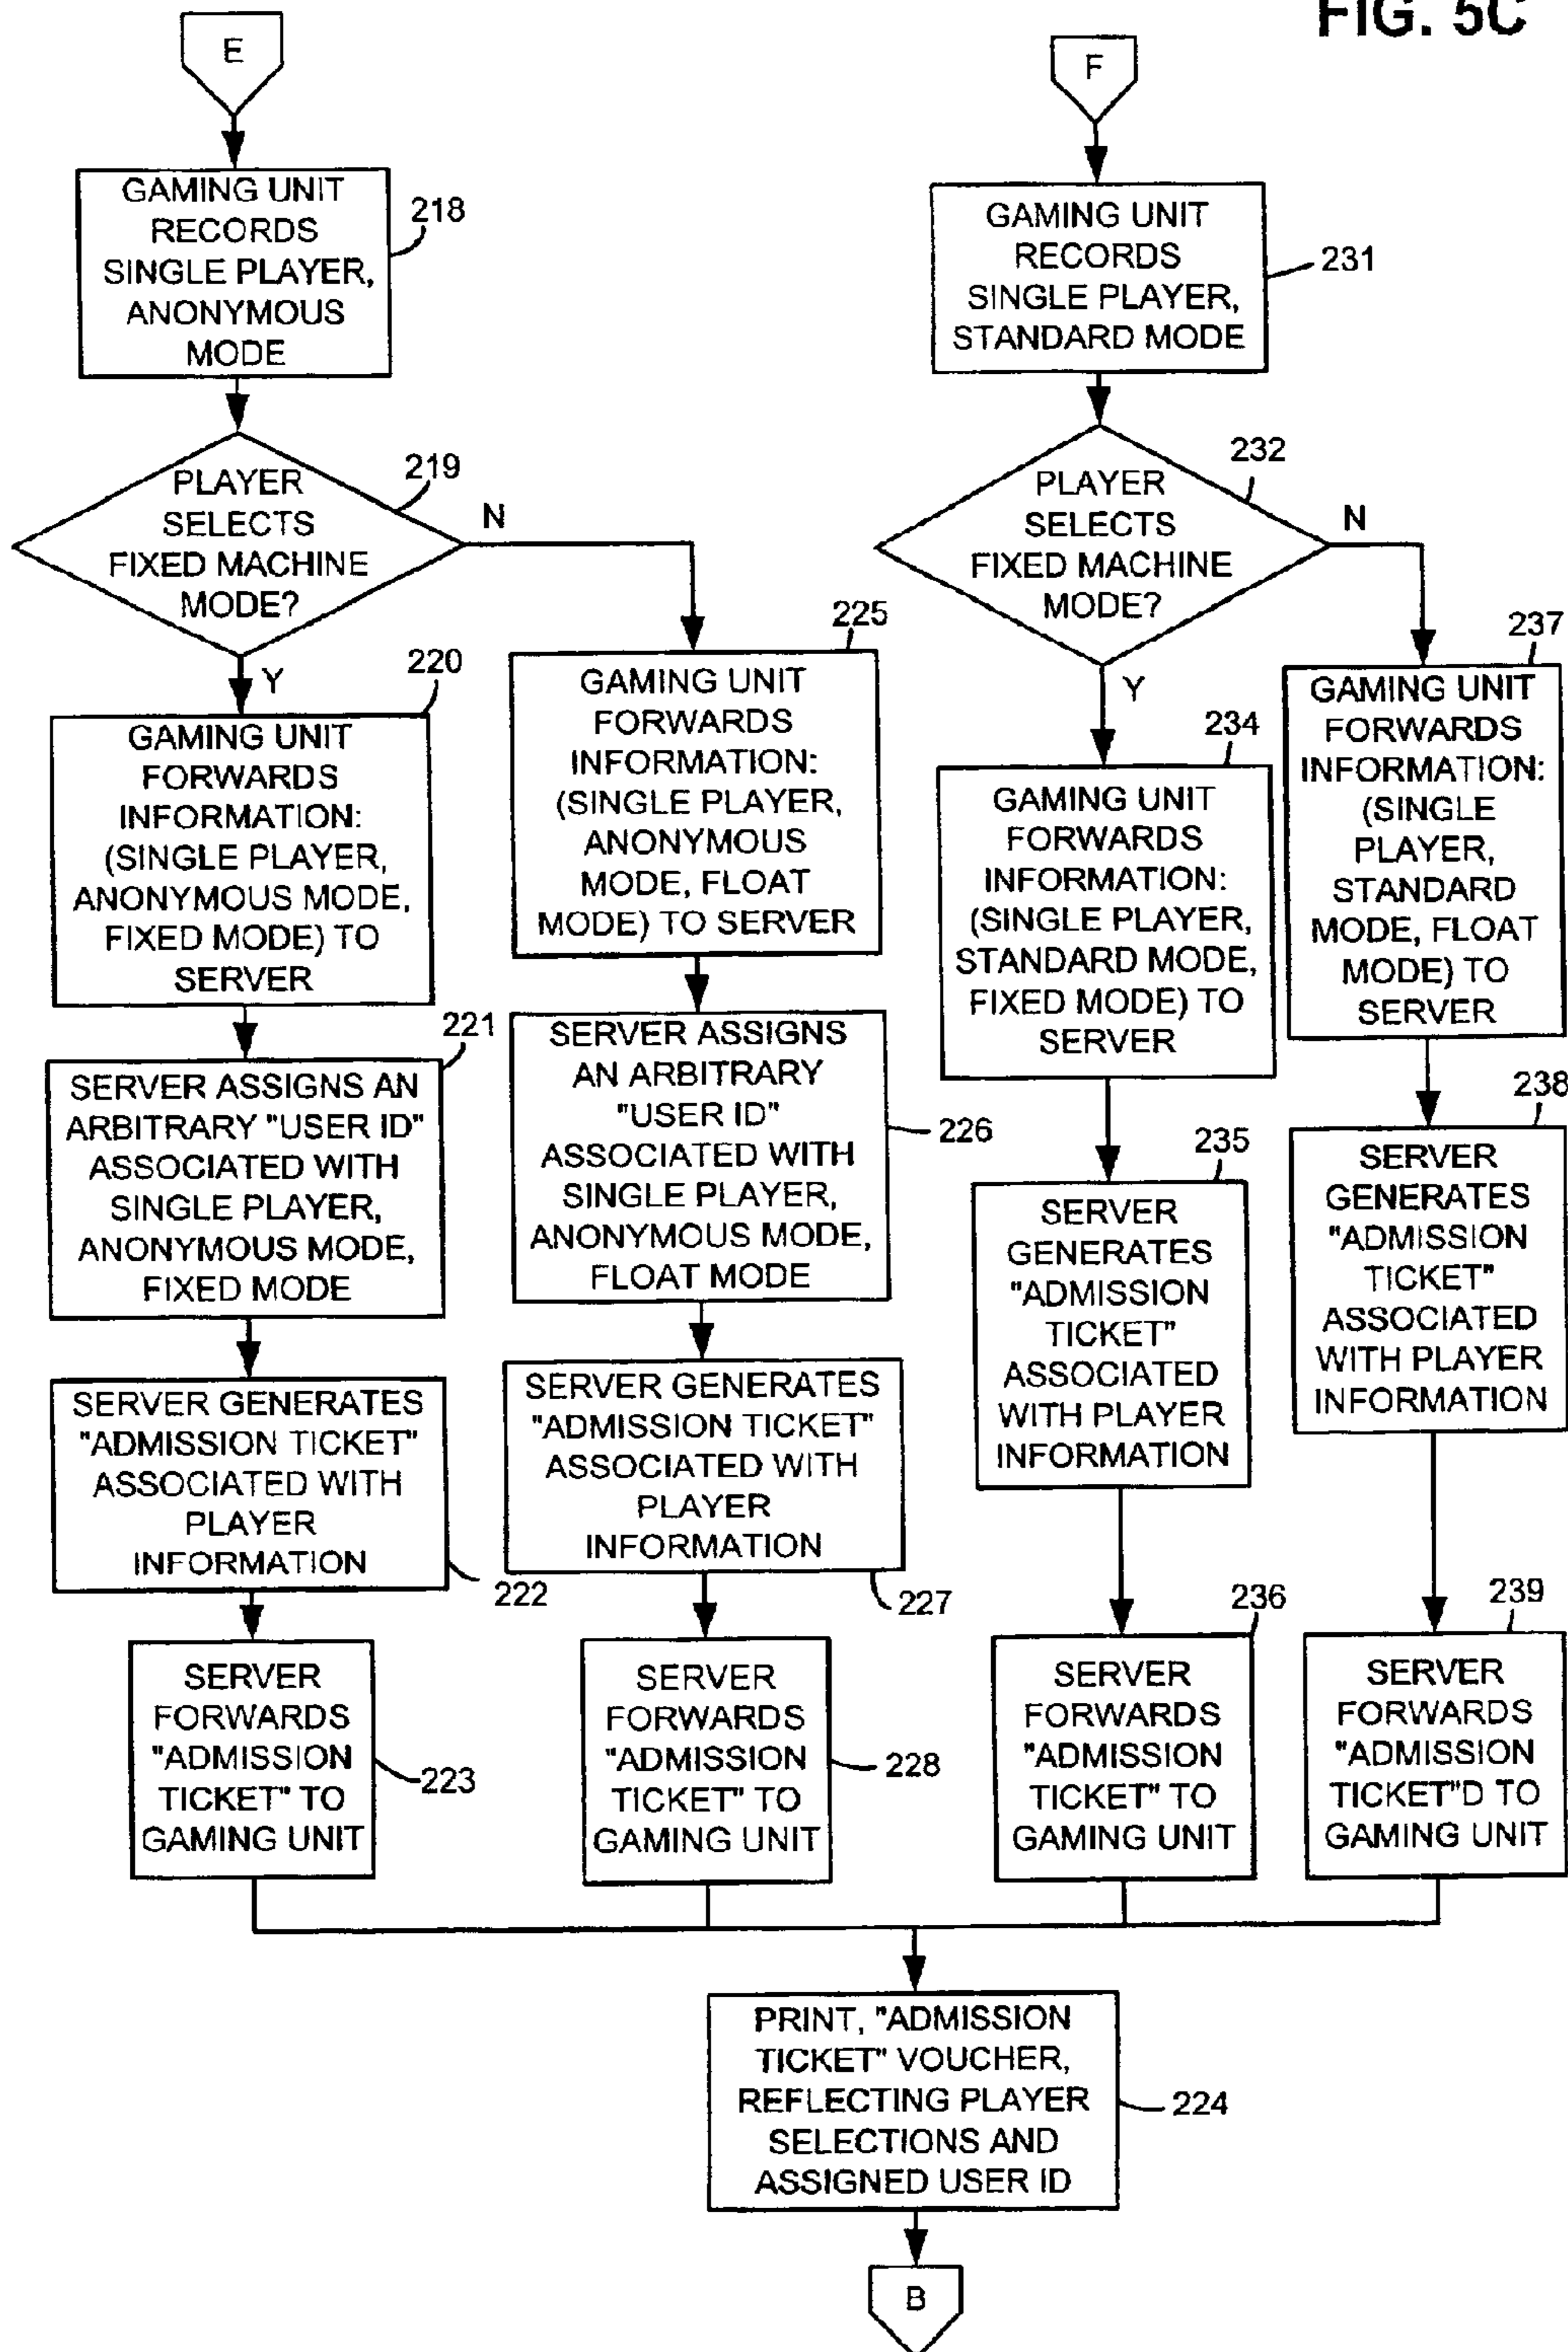 FIG. 5C
E
GAMING UNIT
RECORDS
SINGLE PLAYER,
ANONYMOUS
MODE
218
PLAYER
SELECTS
FIXED MACHINE
MODE?
219
N
Y
220
GAMING UNIT
FORWARDS
INFORMATION:
(SINGLE PLAYER,
ANONYMOUS MODE,
FIXED MODE) TO
SERVER
221
SERVER ASSIGNS AN
ARBITRARY "USER ID"
ASSOCIATED WITH
SINGLE PLAYER,
ANONYMOUS MODE,
FIXED MODE
SERVER GENERATES
"ADMISSION TICKET"
ASSOCIATED WITH
PLAYER
INFORMATION
222
SERVER
FORWARDS
"ADMISSION
TICKET" TO
GAMING UNIT
223
225
GAMING UNIT
FORWARDS
INFORMATION:
(SINGLE PLAYER,
ANONYMOUS
MODE, FLOAT
MODE) TO SERVER
SERVER ASSIGNS
AN ARBITRARY
"USER ID"
ASSOCIATED WITH
SINGLE PLAYER,
ANONYMOUS MODE,
FLOAT MODE
226
SERVER GENERATES
"ADMISSION TICKET"
ASSOCIATED WITH
PLAYER
INFORMATION
227
SERVER
FORWARDS
"ADMISSION
TICKET" TO
GAMING UNIT
228
F
GAMING UNIT
RECORDS
SINGLE PLAYER,
STANDARD MODE
231
PLAYER
SELECTS
FIXED MACHINE
MODE?
232
N
Y
234
GAMING UNIT
FORWARDS
INFORMATION:
(SINGLE PLAYER,
STANDARD MODE,
FIXED MODE) TO
SERVER
235
SERVER
GENERATES
"ADMISSION
TICKET"
ASSOCIATED
WITH PLAYER
INFORMATION
236
SERVER
FORWARDS
"ADMISSION
TICKET" TO
GAMING UNIT
237
GAMING UNIT
FORWARDS
INFORMATION:
(SINGLE
PLAYER,
STANDARD
MODE, FLOAT
MODE) TO
SERVER
238
SERVER
GENERATES
"ADMISSION
TICKET"
ASSOCIATED
WITH PLAYER
INFORMATION
239
SERVER
FORWARDS
"ADMISSION
TICKET"D TO
GAMING UNIT
PRINT, "ADMISSION
TICKET" VOUCHER,
REFLECTING PLAYER
SELECTIONS AND
ASSIGNED USER ID
224
B